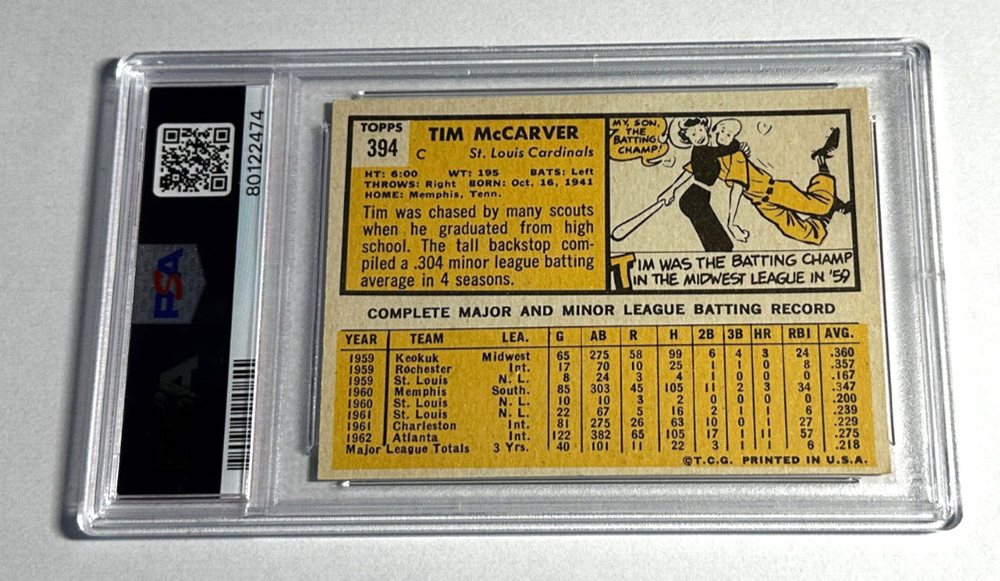 80122474
PSA
TOPPS
394
TIM McCARVER
C St. Louis Cardinals
HT: 6:00 WT: 195 BATS: Left
THROWS: Right BORN: Oct. 16, 1941
HOME: Memphis, Tenn.
Tim was chased by many scouts
when he graduated from high
school. The tall backstop com-
piled a .304 minor league batting
average in 4 seasons.
MY, SON,
THE
BATTING
CHAMP!
TIM WAS THE BATTING CHAMP
IN THE MIDWEST LEAGUE IN '59
COMPLETE MAJOR AND MINOR LEAGUE BATTING RECORD
YEAR TEAM LEA. G AB R H 2B 3B HR RBI AVG.
1959 Keokuk Midwest 65 275 58 99 6 4 3 24 .360
1959 Rochester Int. 17 70 10 25 1 1 0 8 .357
1959 St. Louis N. L. 8 24 3 4 1 0 0 0 .167
1960 Memphis South. 85 303 45 105 11 2 3 34 .347
1960 St. Louis N. L. 10 10 3 2 0 0 0 0 .200
1961 St. Louis N. L. 22 67 5 16 2 1 1 6 .239
1961 Charleston Int. 81 275 26 63 10 0 1 27 .229
1962 Atlanta Int. 122 382 65 105 17 1 11 57 .275
Major League Totals 3 Yrs. 40 101 11 22 3 1 1 6 .218
©T.C.G. PRINTED IN U.S.A.